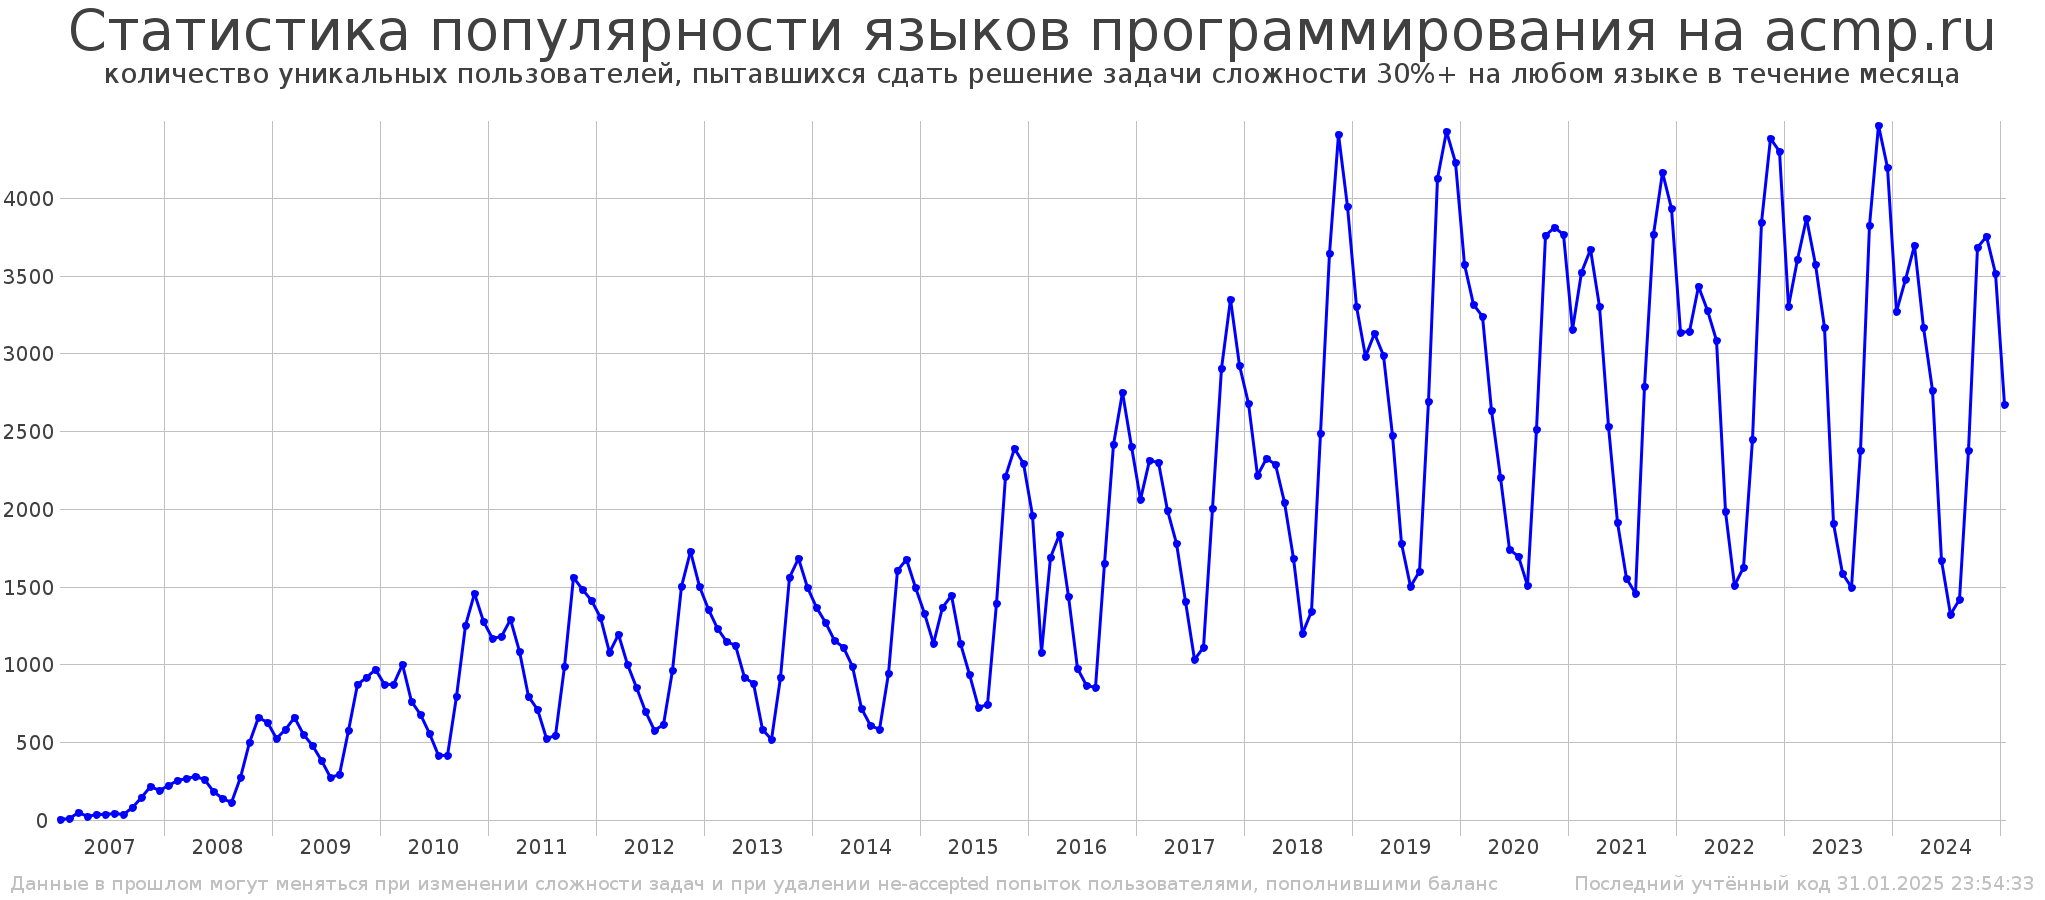 Статистика популярности языков программирования на acmp.ru
количество уникальных пользователей, пытавшихся сдать решение задачи сложности 30%+ на любом языке в течение месяца
4000
3500
3000
2500
2000
1500
1000
500
0
2007 2008 2009 2010 2011 2012 2013 2014 2015 2016 2017 2018 2019 2020 2021 2022 2023 2024
Данные в прошлом могут меняться при изменении сложности задач и при удалении не-accepted попыток пользователями, пополнившими баланс
Последний учтённый код 31.01.2025 23:54:33